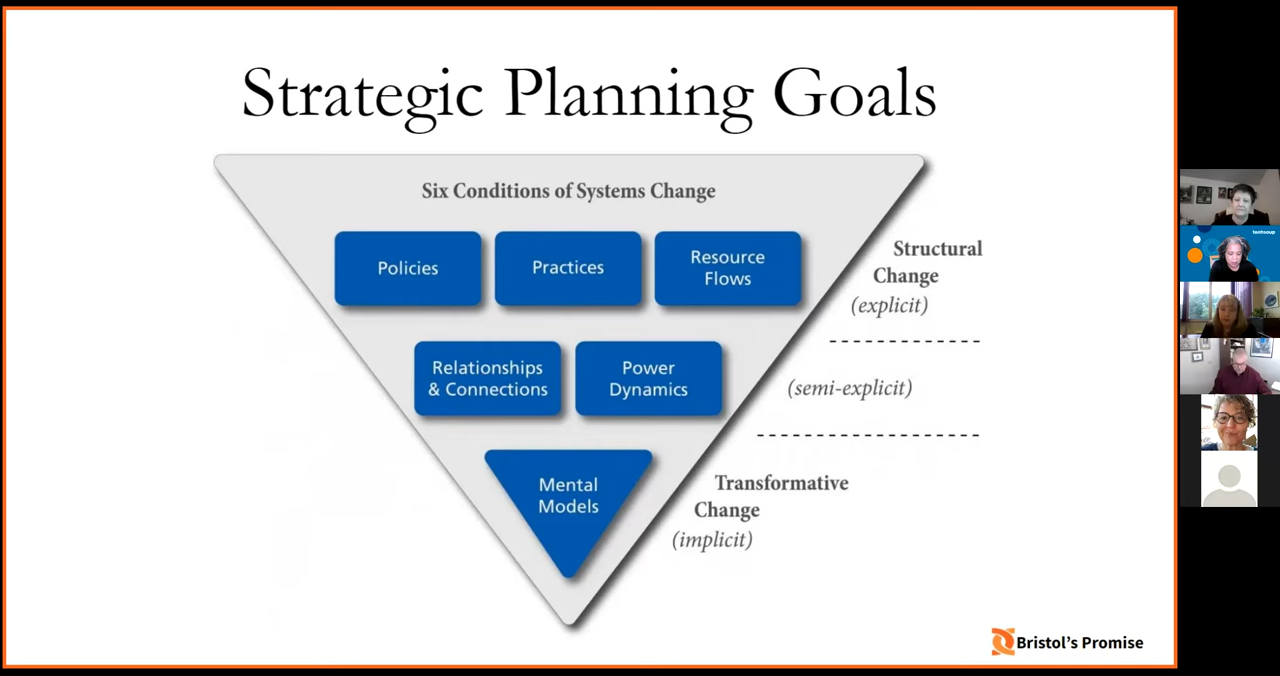 Strategic Planning Goals
Six Conditions of Systems Change
Policies
Practices
Resource
Flows
Structural
Change
(explicit)
Relationships
& Connections
Power
Dynamics
(semi-explicit)
Mental
Models
Transformative
Change
(implicit)
Bristol's Promise
techsoup